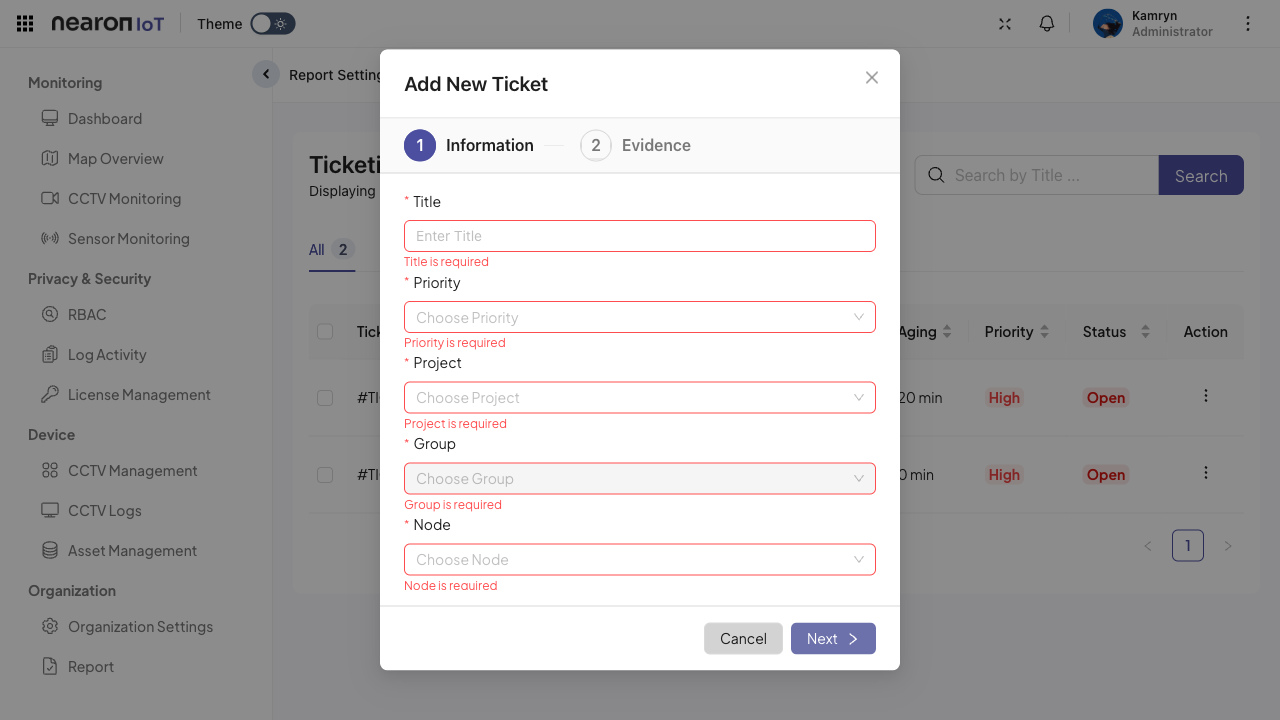 nearon IoT
Theme
Kamryn
Administrator
Monitoring
Dashboard
Map Overview
CCTV Monitoring
Sensor Monitoring
Privacy & Security
RBAC
Log Activity
License Management
Device
CCTV Management
CCTV Logs
Asset Management
Organization
Organization Settings
Report
Report Setting
Displaying
Search by Title ...
Search
All 2
Aging
Priority
Status
Action
20 min
High
Open
0 min
High
Open
1
Add New Ticket
1 Information
2 Evidence
* Title
Enter Title
Title is required
* Priority
Choose Priority
Priority is required
* Project
Choose Project
Project is required
* Group
Choose Group
Group is required
* Node
Choose Node
Node is required
Cancel
Next